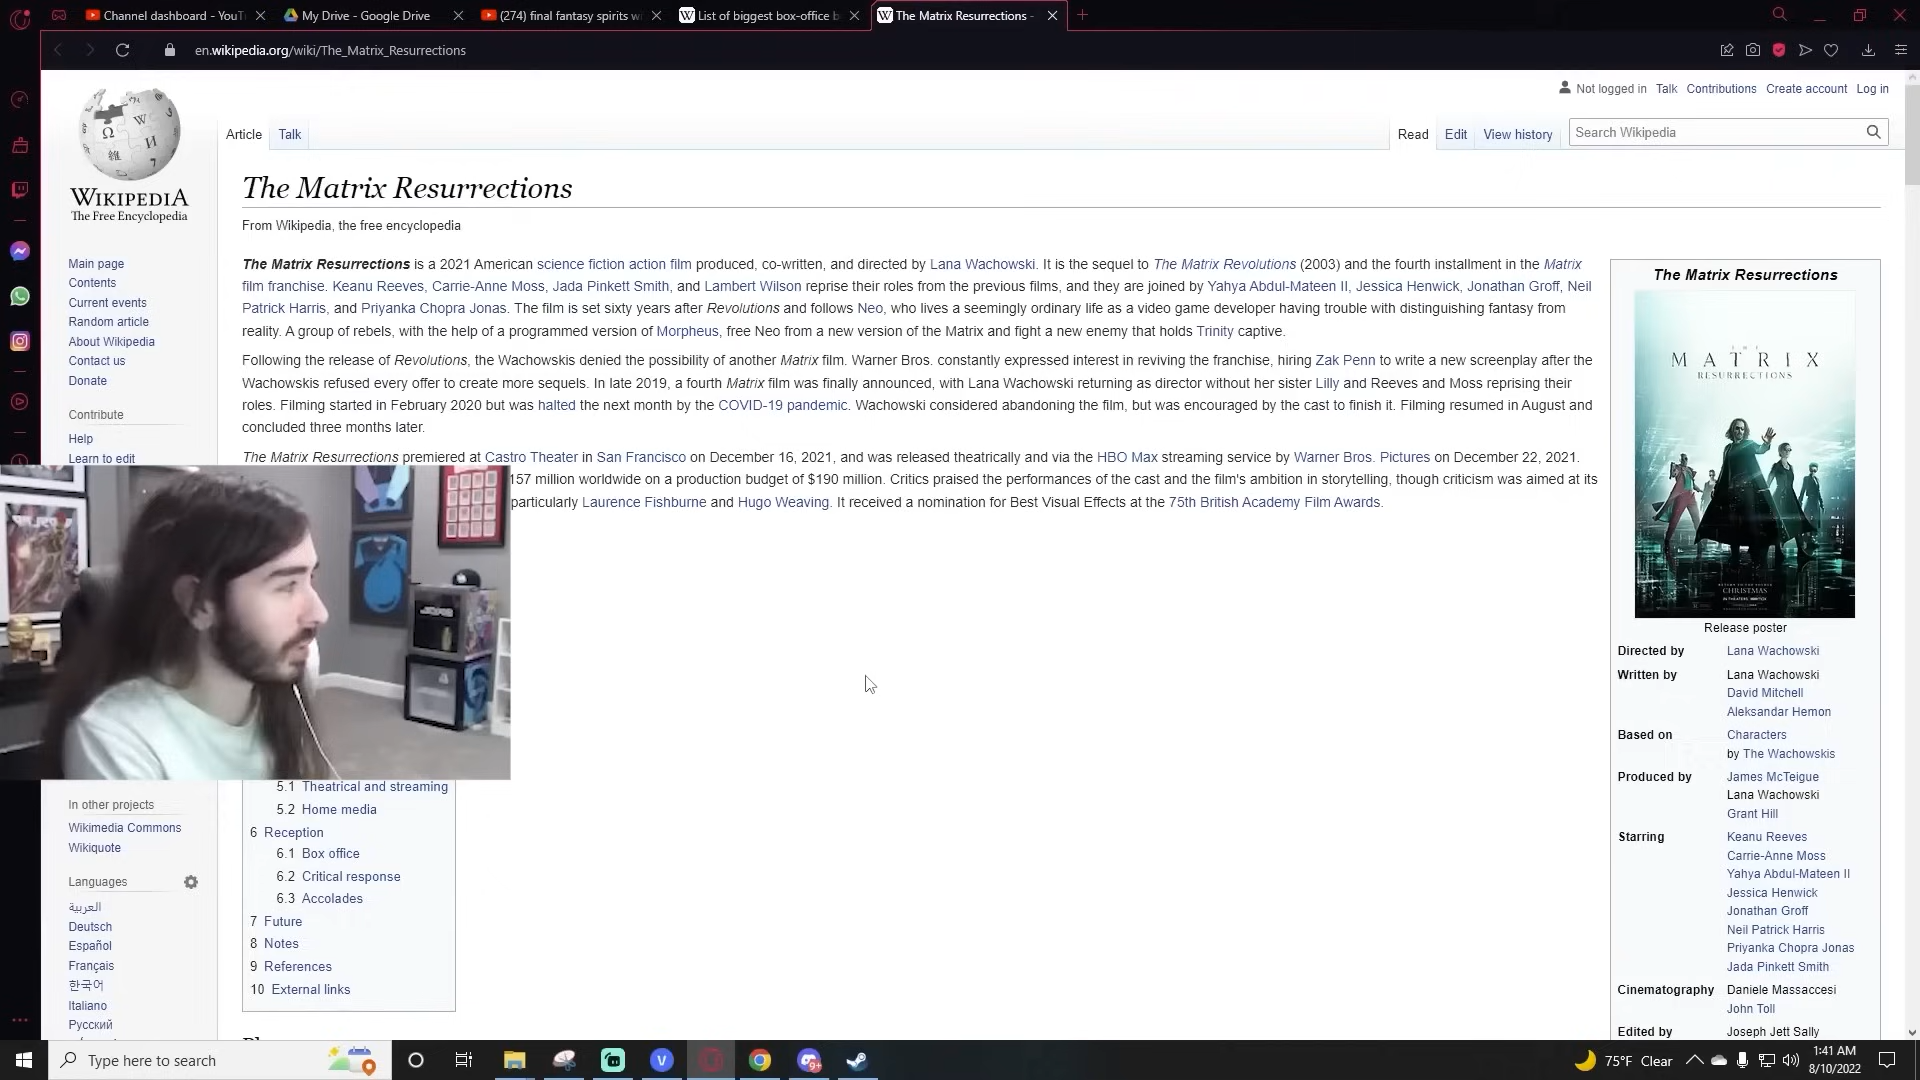 Channel dashboard - YouT
My Drive - Google Drive
(274) final fantasy spirits wi
List of biggest box-office b
The Matrix Resurrections -
en.wikipedia.org/wiki/The_Matrix_Resurrections
Not logged in Talk Contributions Create account Log in
Article Talk
Read Edit View history
Search Wikipedia
WIKIPEDIA
The Free Encyclopedia
Main page
Contents
Current events
Random article
About Wikipedia
Contact us
Donate
Contribute
Help
Learn to edit
The Matrix Resurrections
From Wikipedia, the free encyclopedia
The Matrix Resurrections is a 2021 American science fiction action film produced, co-written, and directed by Lana Wachowski. It is the sequel to The Matrix Revolutions (2003) and the fourth installment in the Matrix
film franchise. Keanu Reeves, Carrie-Anne Moss, Jada Pinkett Smith, and Lambert Wilson reprise their roles from the previous films, and they are joined by Yahya Abdul-Mateen II, Jessica Henwick, Jonathan Groff, Neil
Patrick Harris, and Priyanka Chopra Jonas. The film is set sixty years after Revolutions and follows Neo, who lives a seemingly ordinary life as a video game developer having trouble with distinguishing fantasy from
reality. A group of rebels, with the help of a programmed version of Morpheus, free Neo from a new version of the Matrix and fight a new enemy that holds Trinity captive.
Following the release of Revolutions, the Wachowskis denied the possibility of another Matrix film. Warner Bros. constantly expressed interest in reviving the franchise, hiring Zak Penn to write a new screenplay after the
Wachowskis refused every offer to create more sequels. In late 2019, a fourth Matrix film was finally announced, with Lana Wachowski returning as director without her sister Lilly and Reeves and Moss reprising their
roles. Filming started in February 2020 but was halted the next month by the COVID-19 pandemic. Wachowski considered abandoning the film, but was encouraged by the cast to finish it. Filming resumed in August and
concluded three months later.
The Matrix Resurrections premiered at Castro Theater in San Francisco on December 16, 2021, and was released theatrically and via the HBO Max streaming service by Warner Bros. Pictures on December 22, 2021.
157 million worldwide on a production budget of $190 million. Critics praised the performances of the cast and the film's ambition in storytelling, though criticism was aimed at its
particularly Laurence Fishburne and Hugo Weaving. It received a nomination for Best Visual Effects at the 75th British Academy Film Awards.
5.1 Theatrical and streaming
5.2 Home media
6 Reception
6.1 Box office
6.2 Critical response
6.3 Accolades
7 Future
8 Notes
9 References
10 External links
In other projects
Wikimedia Commons
Wikiquote
Languages
العربية
Deutsch
Español
Français
한국어
Italiano
Русский
The Matrix Resurrections
THE
MATRIX
RESURRECTIONS
CHRISTMAS
Release poster
Directed by Lana Wachowski
Written by Lana Wachowski
David Mitchell
Aleksandar Hemon
Based on Characters
by The Wachowskis
Produced by James McTeigue
Lana Wachowski
Grant Hill
Starring Keanu Reeves
Carrie-Anne Moss
Yahya Abdul-Mateen II
Jessica Henwick
Jonathan Groff
Neil Patrick Harris
Priyanka Chopra Jonas
Jada Pinkett Smith
Cinematography Daniele Massaccesi
John Toll
Edited by Joseph Jett Sally
Type here to search
75°F Clear
1:41 AM
8/10/2022